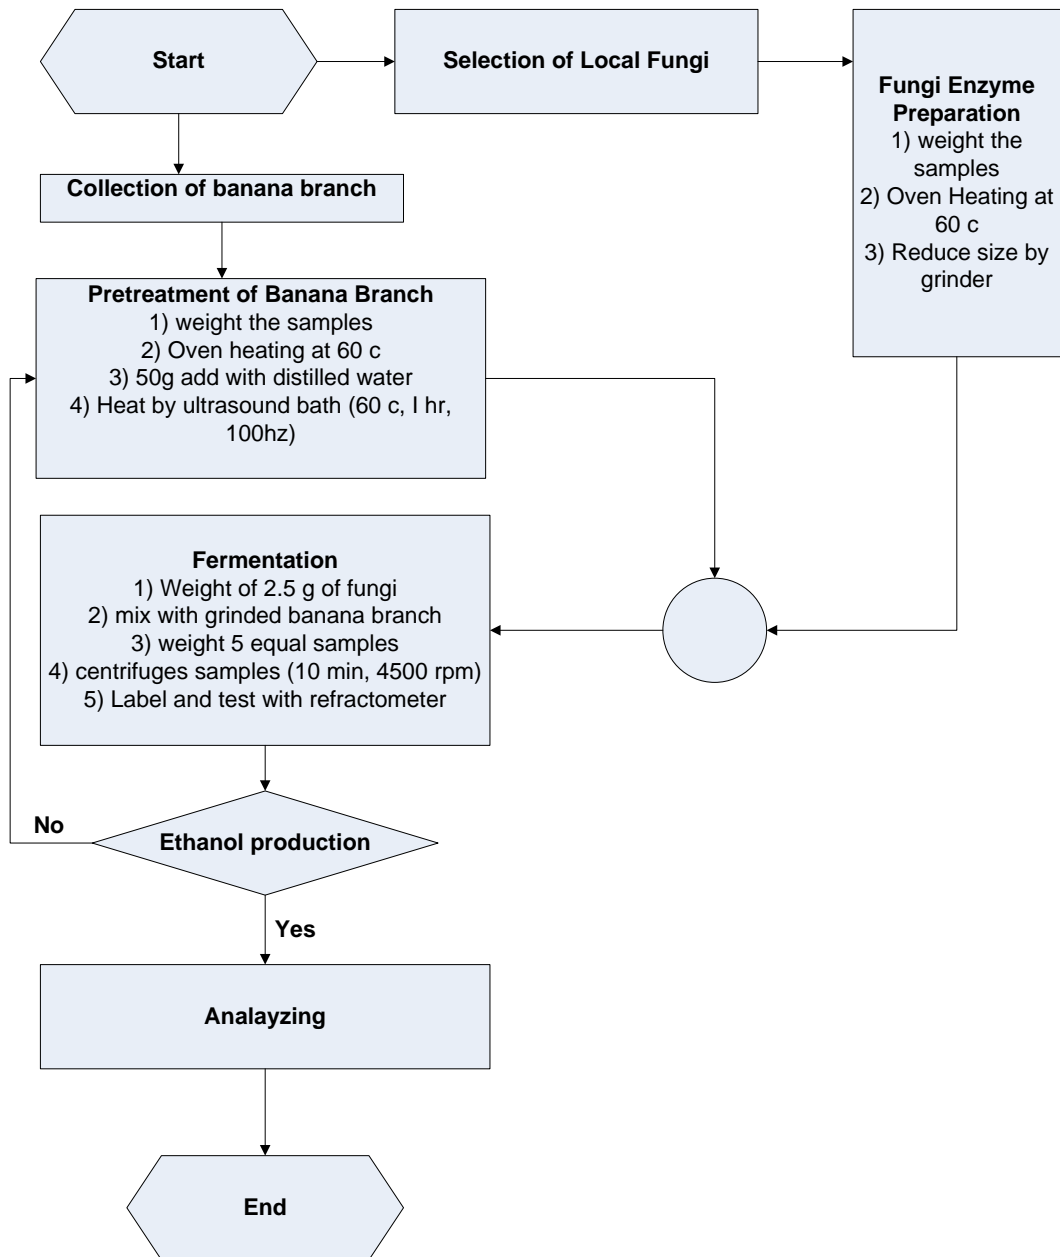 Start
Selection of Local Fungi
Fungi Enzyme
Preparation
1) weight the
samples
2) Oven Heating at
60 c
3) Reduce size by
grinder
Collection of banana branch
Pretreatment of Banana Branch
1) weight the samples
2) Oven heating at 60 c
3) 50g add with distilled water
4) Heat by ultrasound bath (60 c, I hr,
100hz)
Fermentation
1) Weight of 2.5 g of fungi
2) mix with grinded banana branch
3) weight 5 equal samples
4) centrifuges samples (10 min, 4500 rpm)
5) Label and test with refractometer
No
Ethanol production
Yes
Analayzing
End